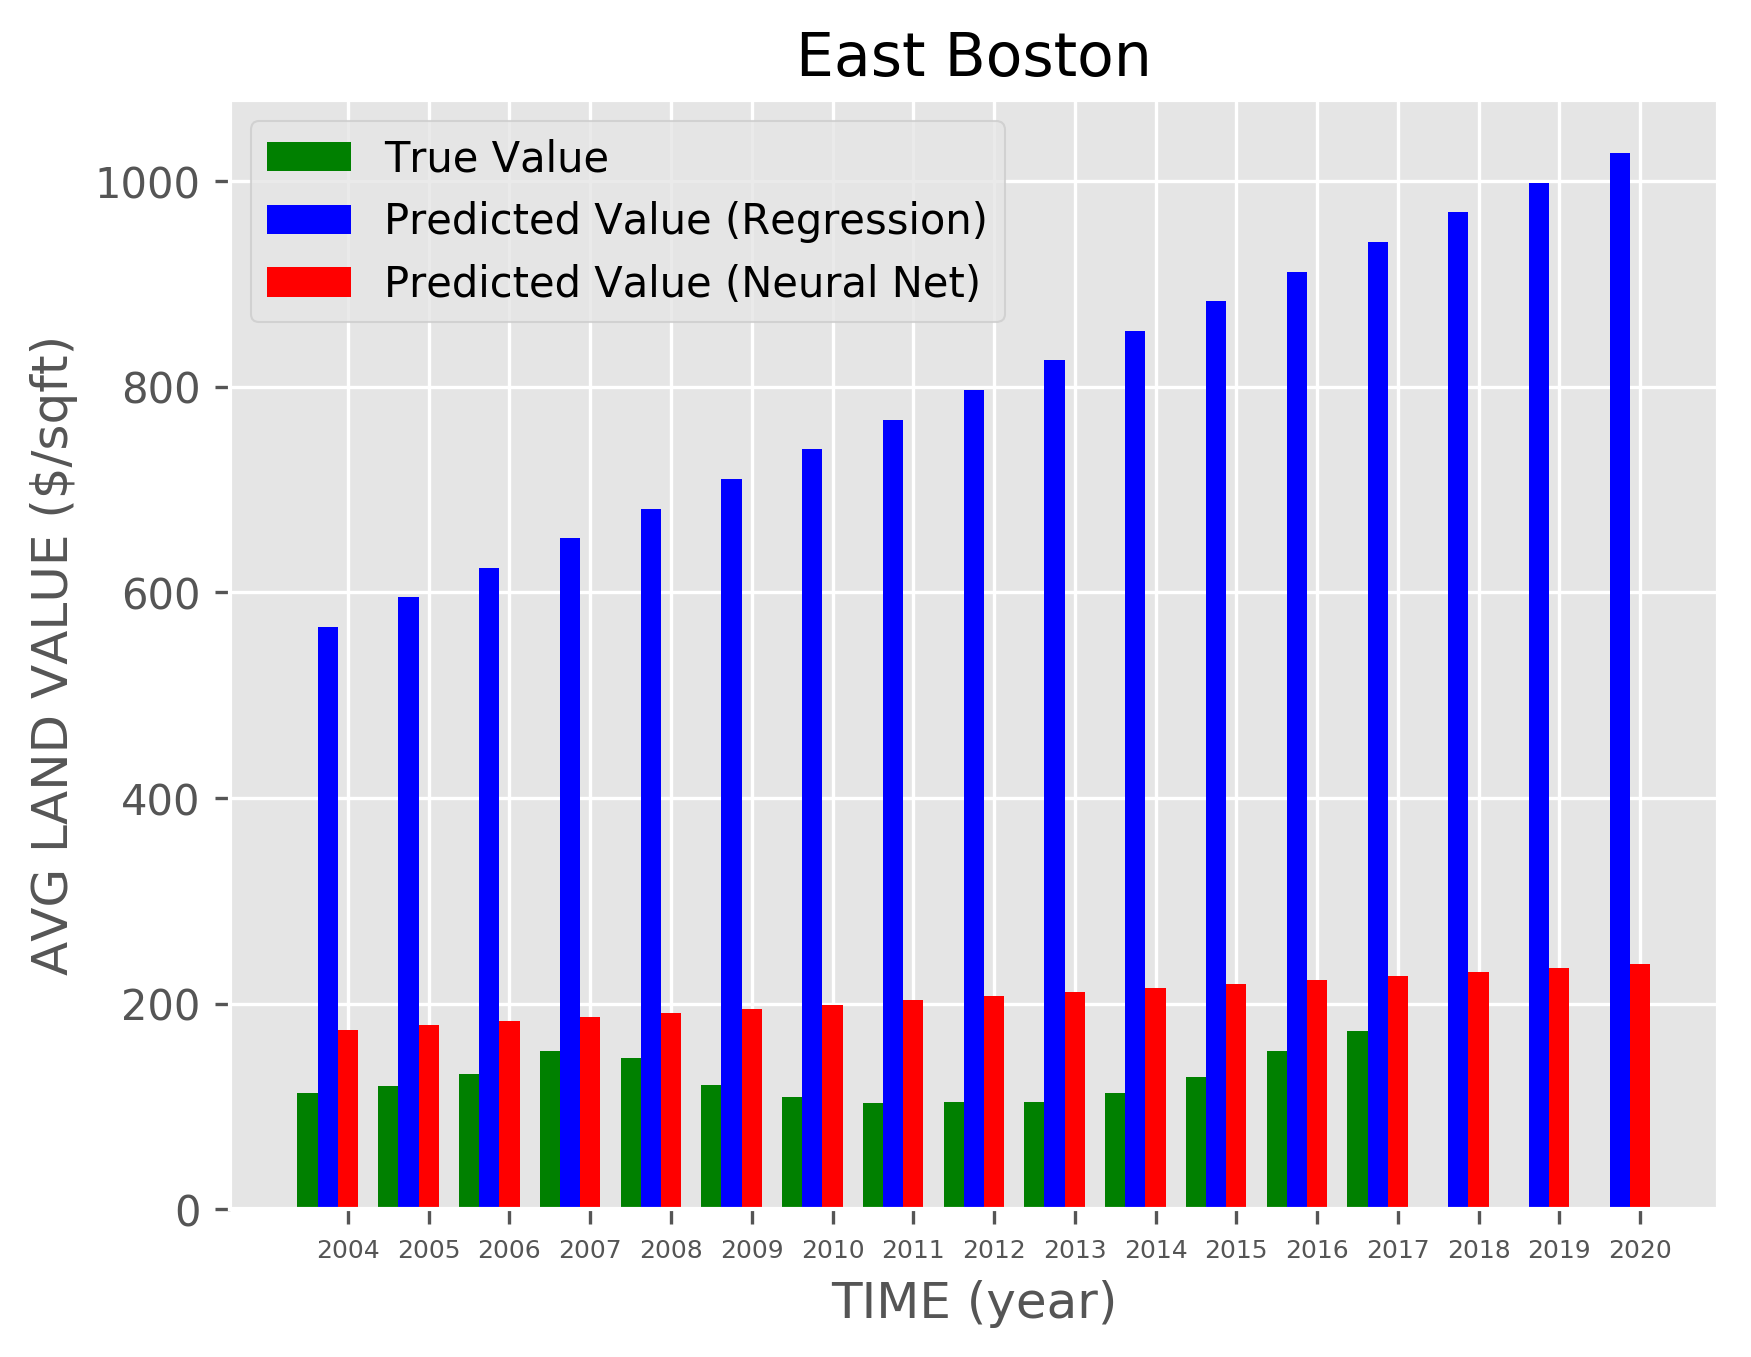 East Boston
True Value
Predicted Value (Regression)
Predicted Value (Neural Net)
AVG LAND VALUE ($/sqft)
1000
800
600
400
200
0
2004 2005 2006 2007 2008 2009 2010 2011 2012 2013 2014 2015 2016 2017 2018 2019 2020
TIME (year)